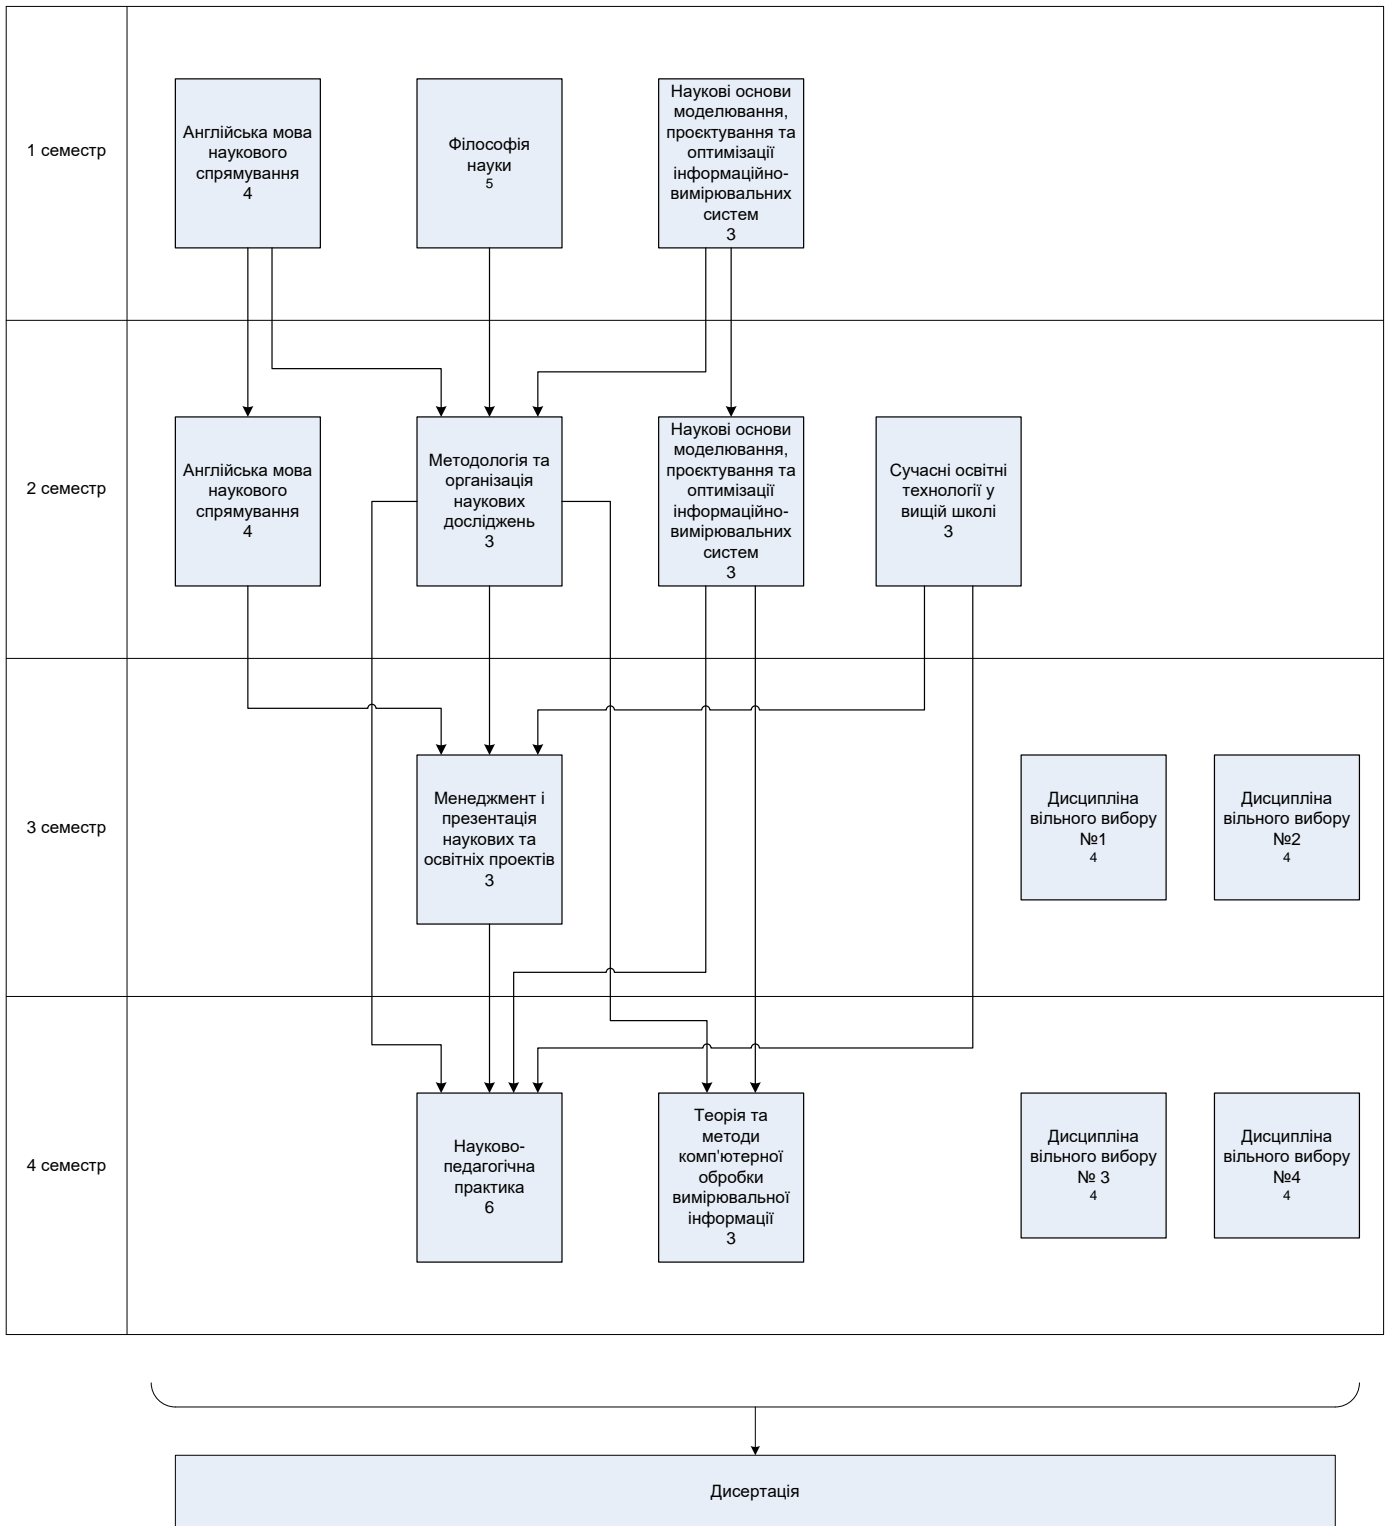 1 семестр
Англійська мова
наукового
спрямування
4
Філософія
науки
5
Наукові основи
моделювання,
проєктування та
оптимізації
інформаційно-
вимірювальних
систем
3
2 семестр
Англійська мова
наукового
спрямування
4
Методологія та
організація
наукових
досліджень
3
Наукові основи
моделювання,
проєктування та
оптимізації
інформаційно-
вимірювальних
систем
3
Сучасні освітні
технології у
вищій школі
3
3 семестр
Менеджмент і
презентація
наукових та
освітніх проектів
3
Дисципліна
вільного вибору
№1
4
Дисципліна
вільного вибору
№2
4
4 семестр
Науково-
педагогічна
практика
6
Теорія та
методи
комп'ютерної
обробки
вимірювальної
інформації
3
Дисципліна
вільного вибору
№ 3
4
Дисципліна
вільного вибору
№4
4
Дисертація